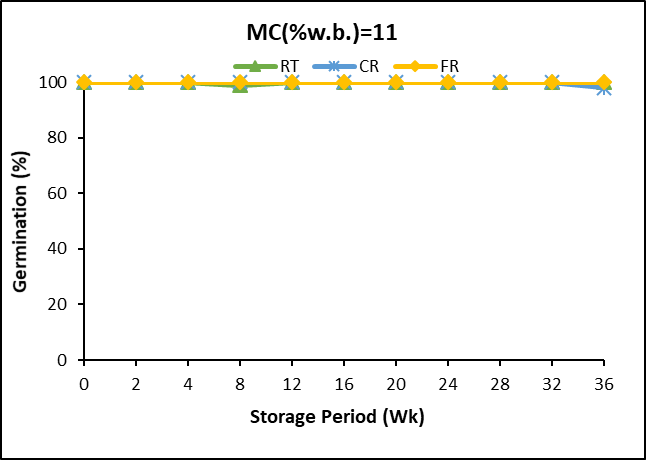 MC(%w.b.)=11
RT CR FR
100
80
60
40
20
0
Germination (%)
0 2 4 8 12 16 20 24 28 32 36
Storage Period (Wk)